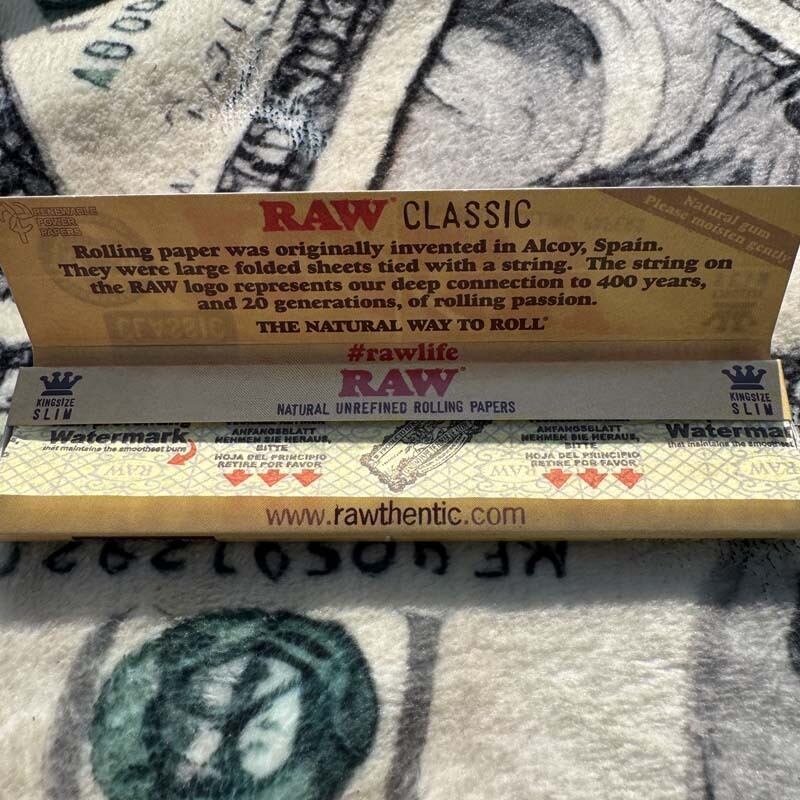 RENEWABLE
POWER
PAPERS
RAW® CLASSIC
Natural gum
Please moisten gently
Rolling paper was originally invented in Alcoy, Spain.
They were large folded sheets tied with a string. The string on
the RAW logo represents our deep connection to 400 years,
and 20 generations, of rolling passion.
THE NATURAL WAY TO ROLL®
#rawlife
KINGSIZE
SLIM
RAW®
NATURAL UNREFINED ROLLING PAPERS
KINGSIZE
SLIM
Watermark
that maintains the smoothest burn
ANFANGSBLATT
NEHMEN SIE HERAUS,
BITTE
HOJA DEL PRINCIPIO
RETIRE POR FAVOR
ANFANGSBLATT
NEHMEN SIE HERAUS,
BITTE
HOJA DEL PRINCIPIO
RETIRE POR FAVOR
Watermar
that maintains the smoothest
www.rawthentic.com